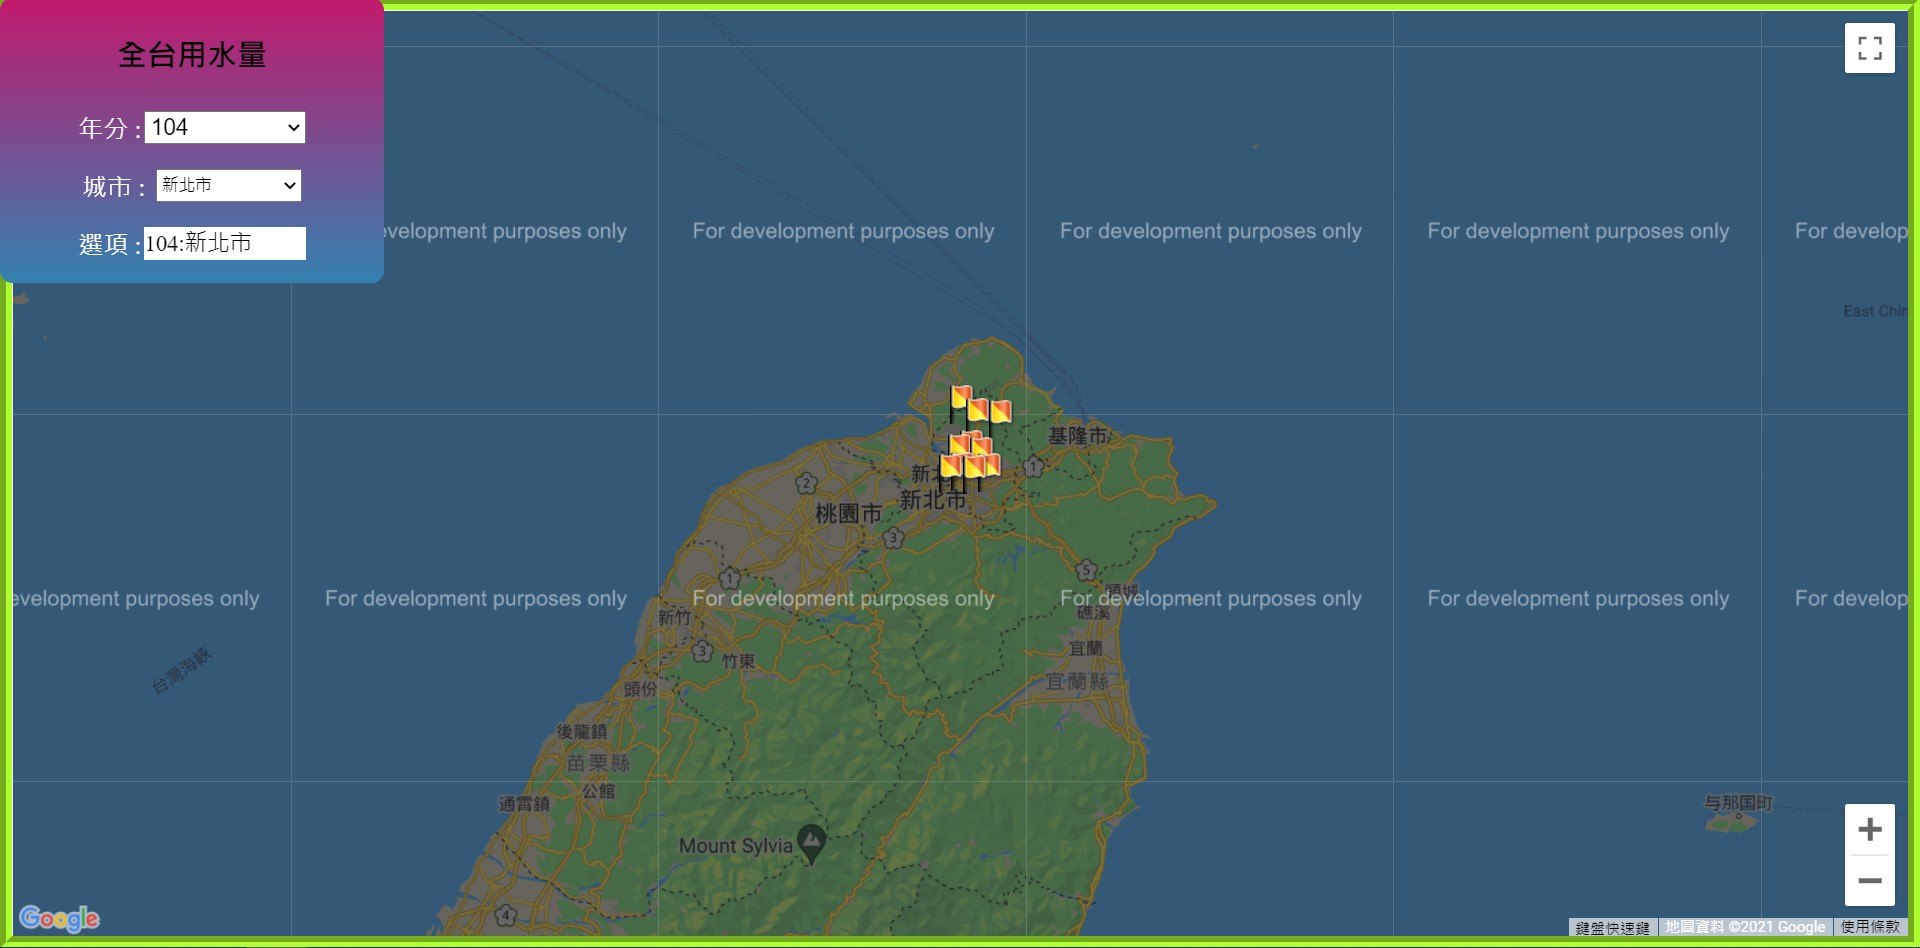 全台用水量
年分 : 104
城市 : 新北市
選項 : 104:新北市
evelopment purposes only
For development purposes only
For development purposes only
For development purposes only
For develop
East Chin
基隆市
1
新北
新北市
2
桃園市
3
1
5
頭城
evelopment purposes only
For development purposes only
For development purposes only
For development purposes only
For development purposes only
For develop
礁溪
新竹
宜蘭
3
竹東
台灣海峽
宜蘭縣
頭份
後龍鎮
苗栗縣
公館
通霄鎮
与那国町
Mount Sylvia
4
Google
鍵盤快速鍵
地圖資料 ©2021 Google
使用條款